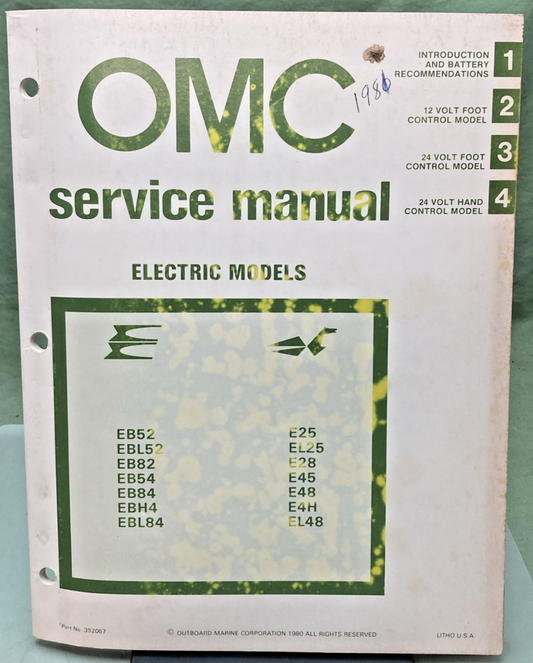 OMC
1980
service manual
ELECTRIC MODELS
INTRODUCTION
AND BATTERY
RECOMMENDATIONS
1
12 VOLT FOOT
CONTROL MODEL
2
24 VOLT FOOT
CONTROL MODEL
3
24 VOLT HAND
CONTROL MODEL
4
EB52
EBL52
EB82
EB54
EB84
EBH4
EBL84
E25
EL25
E28
E45
E48
E4H
EL48
Part No. 392067
© OUTBOARD MARINE CORPORATION 1980 ALL RIGHTS RESERVED
LITHO U.S.A.